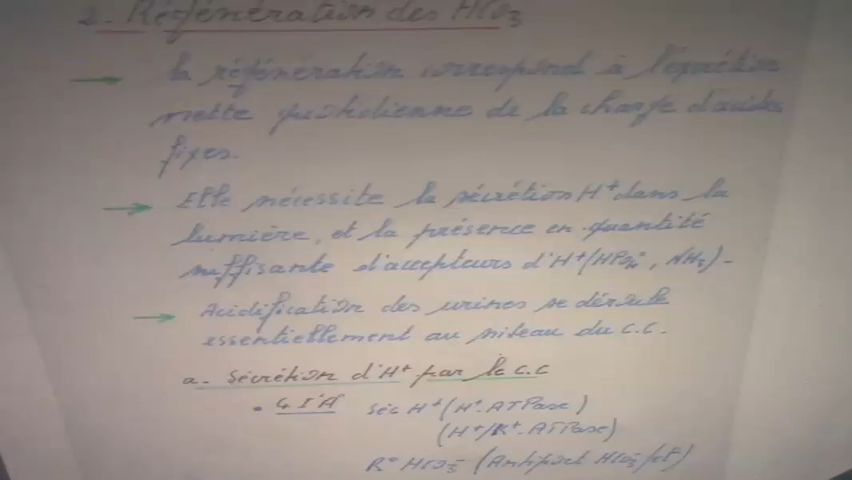 2. Régénération des HCO3
→ la régénération correspond à l'excrétion
nette quotidienne de la charge d'acides
fixes.
→ Elle nécessite la sécrétion H+ dans la
lumière, et la présence en quantité
suffisante d'accepteurs d'H+ (HPO4=, NH3).
→ Acidification des urines se déroule
essentiellement au niveau du C.C.
a. Sécrétion d'H+ par le C.C
• C. I A Séc H+ (H+-ATPase)
(H+/K+-ATPase)
R° HCO3- (Antiport HCO3-/Cl-)